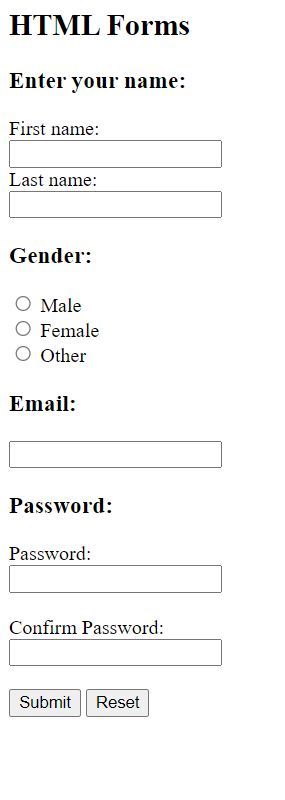 HTML Forms
Enter your name:
First name:
Last name:
Gender:
Male
Female
Other
Email:
Password:
Password:
Confirm Password:
Submit Reset